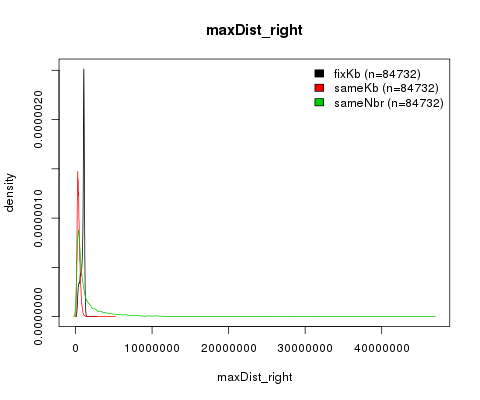 maxDist_right
fixKb (n=84732)
sameKb (n=84732)
sameNbr (n=84732)
density
0.0000020
0.0000010
0.0000000
0 10000000 20000000 30000000 40000000
maxDist_right